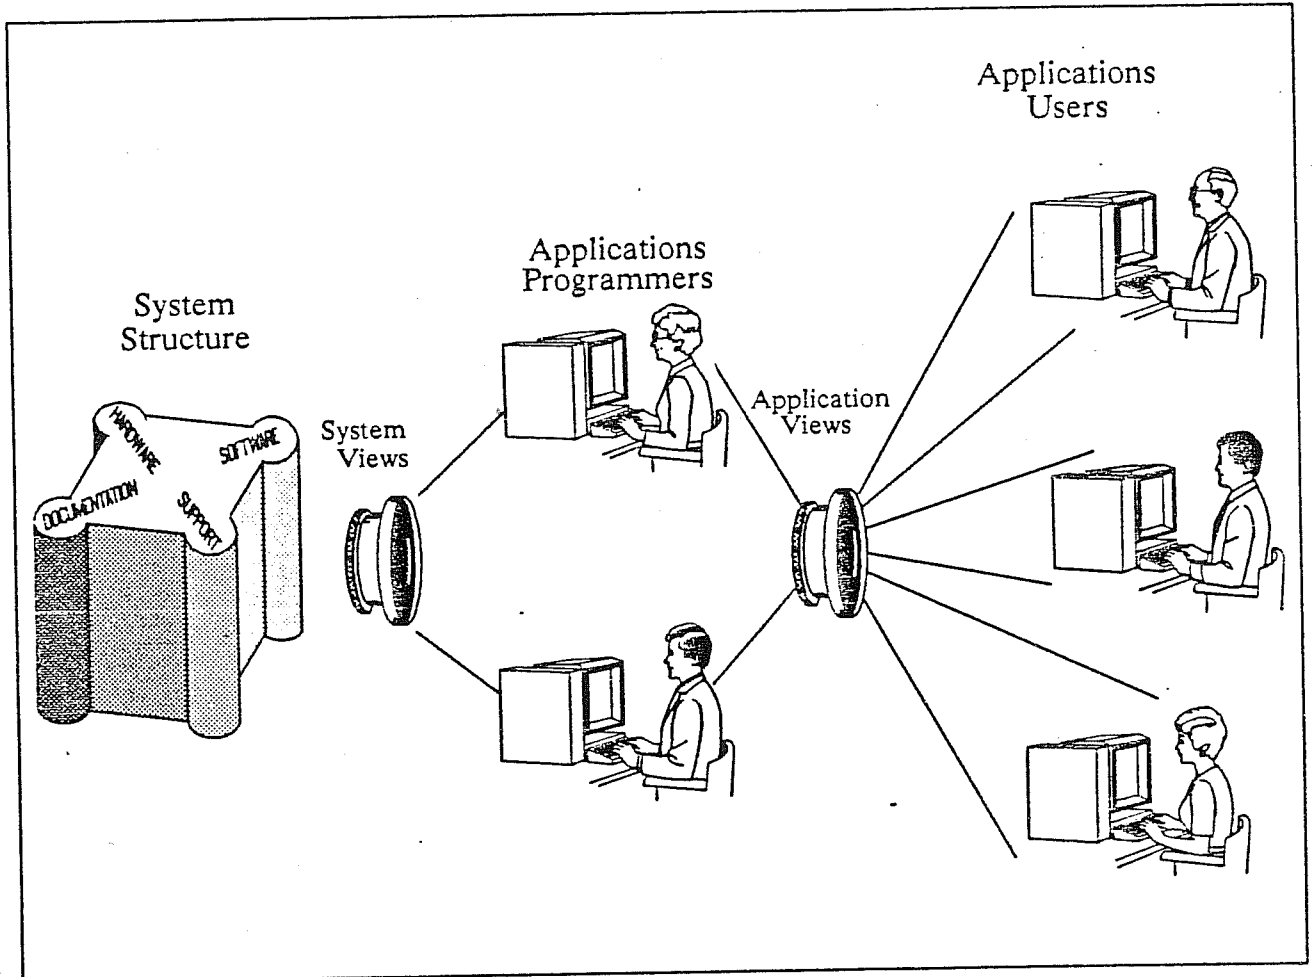 Applications
Users
Applications
Programmers
System
Structure
Application
Views
System
Views
HARDWARE
SOFTWARE
DOCUMENTATION
SUPPORT